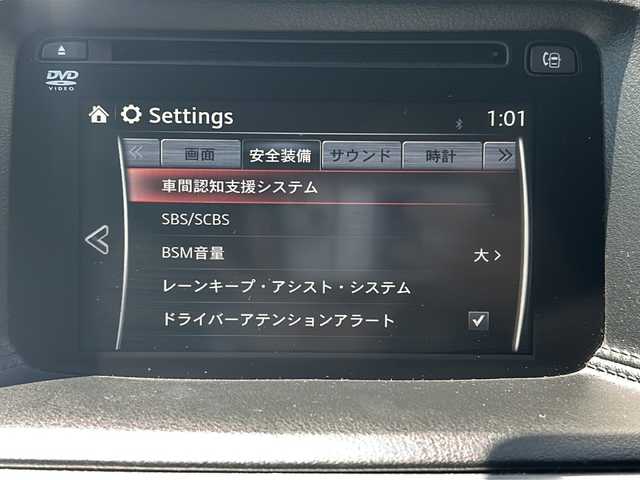 DVD
VIDEO
Settings 1:01
画面 安全装備 サウンド 時計
車間認知支援システム
SBS/SCBS
BSM音量 大
レーンキープ・アシスト・システム
ドライバーアテンションアラート